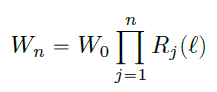 $W_n = W_0 \prod_{j=1}^{n} R_j(\ell)$